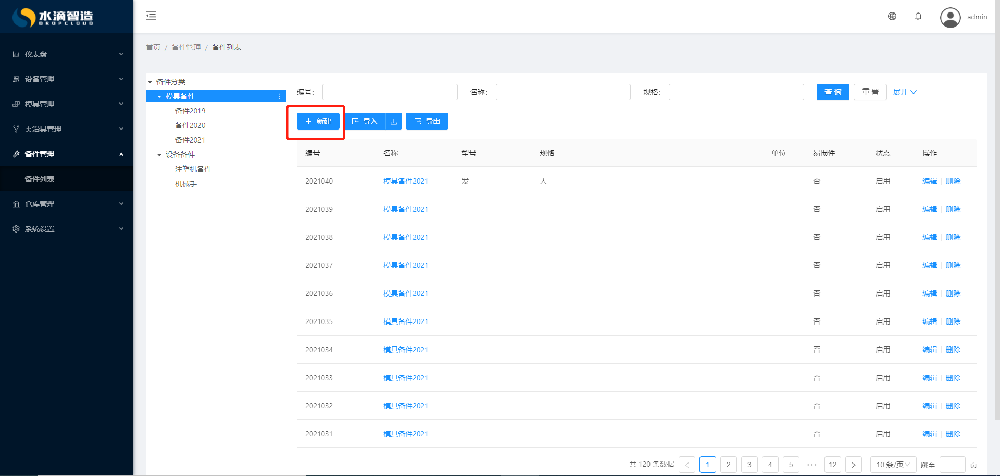 水滴智造
DROPCLOUD
admin
仪表盘
设备管理
模具管理
夹治具管理
备件管理
备件列表
仓库管理
系统设置
首页 / 备件管理 / 备件列表
备件分类
模具备件
备件2019
备件2020
备件2021
设备备件
注塑机备件
机械手
编号: 名称: 规格: 查 询 重 置 展开
新建 导入 导出
编号 名称 型号 规格 单位 易损件 状态 操作
2021040 模具备件2021 发 人 否 启用 编辑 删除
2021039 模具备件2021 否 启用 编辑 删除
2021038 模具备件2021 否 启用 编辑 删除
2021037 模具备件2021 否 启用 编辑 删除
2021036 模具备件2021 否 启用 编辑 删除
2021035 模具备件2021 否 启用 编辑 删除
2021034 模具备件2021 否 启用 编辑 删除
2021033 模具备件2021 否 启用 编辑 删除
2021032 模具备件2021 否 启用 编辑 删除
2021031 模具备件2021 否 启用 编辑 删除
共 120 条数据 < 1 2 3 4 5 ••• 12 > 10 条/页 跳至 页